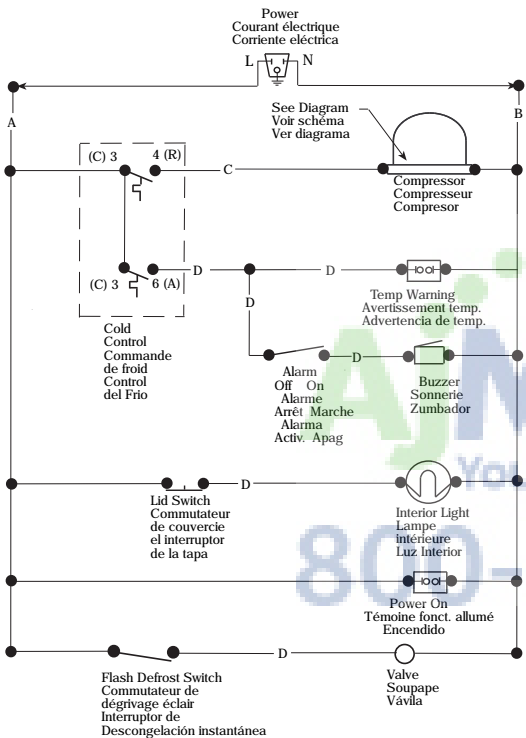 Power
Courant électrique
Corriente eléctrica
L N
A
B
See Diagram
Voir schéma
Ver diagrama
(C) 3 4 (R)
C
Compressor
Compresseur
Compresor
(C) 3 6 (A)
D
D
D
Temp Warning
Avertissement temp.
Advertencia de temp.
Cold
Control
Commande
de froid
Control
del Frio
D
Alarm
Off On
Alarme
Arrêt Marche
Alarma
Activ. Apag
Buzzer
Sonnerie
Zumbador
D
Lid Switch
Commutateur
de couvercie
el interruptor
de la tapa
Interior Light
Lampe
intérieure
Luz Interior
Power On
Témoine fonct. allumé
Encendido
D
Flash Defrost Switch
Commutateur de
dégrivage éclair
Interruptor de
Descongelación instantánea
Valve
Soupape
Vávila
AjM
You
800-